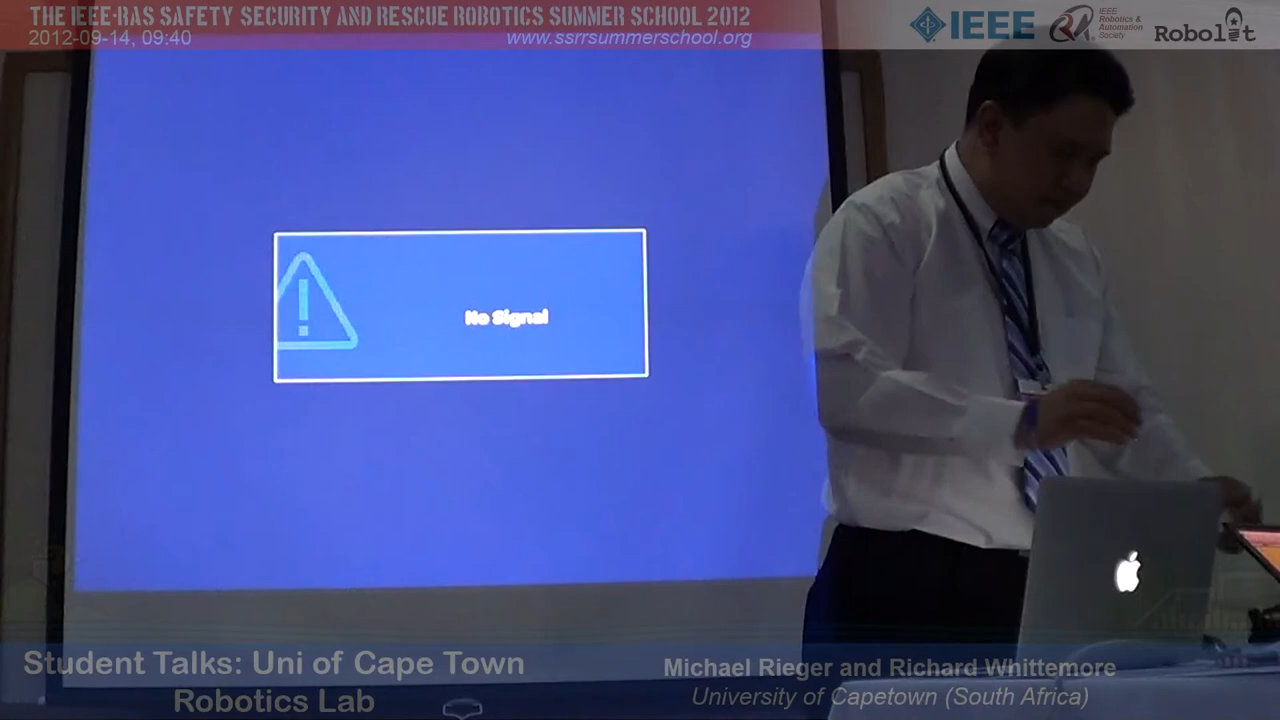 THE IEEE-RAS SAFETY SECURITY AND RESCUE ROBOTICS SUMMER SCHOOL 2012
2012-09-14, 09:40
www.ssrrsummerschool.org
IEEE
IEEE
Robotics &
Automation
Society
Robolit
No Signal
Student Talks: Uni of Cape Town
Robotics Lab
Michael Rieger and Richard Whittemore
University of Capetown (South Africa)